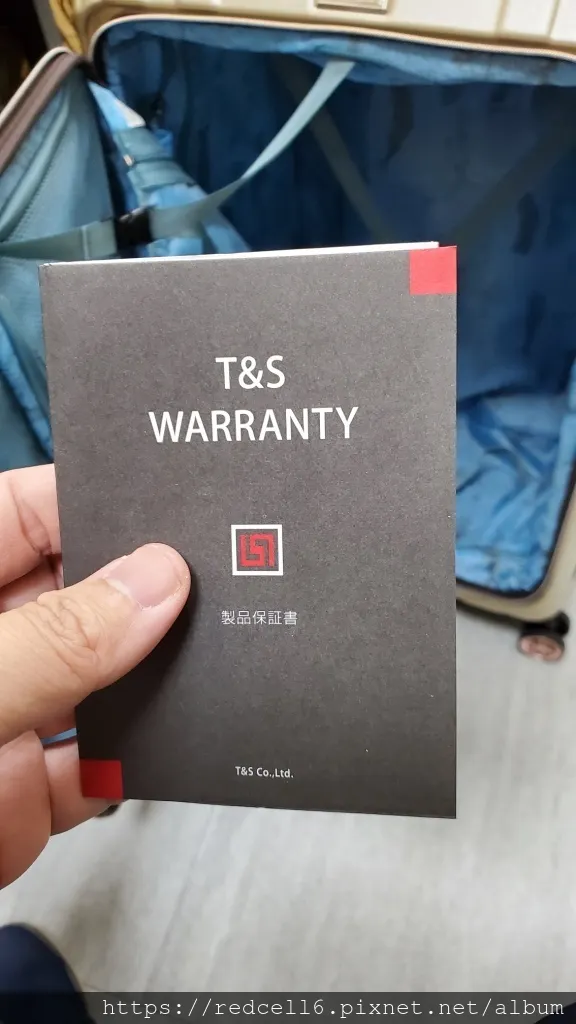 T&S
WARRANTY
製品保証書
T&S Co.,Ltd.
https://redcell6.pixnet.net/album